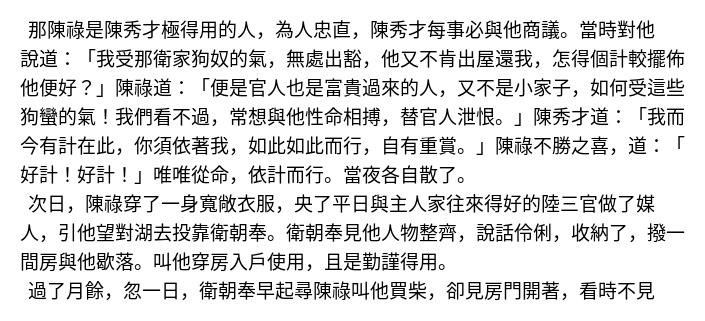 那陳祿是陳秀才極得用的人，為人忠直，陳秀才每事必與他商議。當時對他
說道：「我受那衛家狗奴的氣，無處出豁，他又不肯出屋還我，怎得個計較擺佈
他便好？」陳祿道：「便是官人也是富貴過來的人，又不是小家子，如何受這些
狗蠻的氣！我們看不過，常想與他性命相搏，替官人泄恨。」陳秀才道：「我而
今有計在此，你須依著我，如此如此而行，自有重賞。」陳祿不勝之喜，道：「
好計！好計！」唯唯從命，依計而行。當夜各自散了。
次日，陳祿穿了一身寬敞衣服，央了平日與主人家往來得好的陸三官做了媒
人，引他望對湖去投靠衛朝奉。衛朝奉見他人物整齊，說話伶俐，收納了，撥一
間房與他歇落。叫他穿房入戶使用，且是勤謹得用。
過了月餘，忽一日，衛朝奉早起尋陳祿叫他買柴，卻見房門開著，看時不見